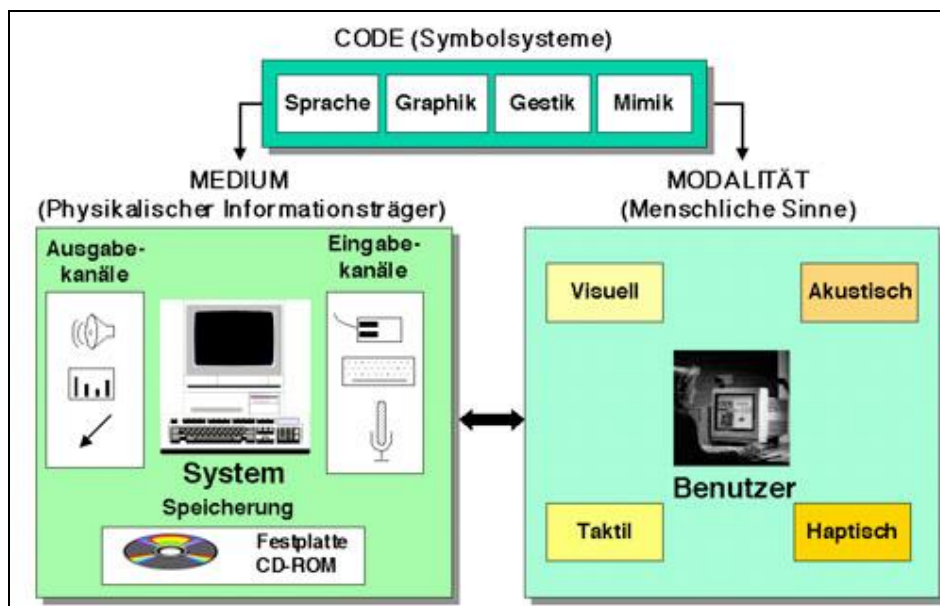 CODE (Symbolsysteme)
Sprache
Graphik
Gestik
Mimik
MEDIUM
(Physikalischer Informationsträger)
MODALITÄT
(Menschliche Sinne)
Ausgabe-
kanäle
Eingabe-
kanäle
System
Speicherung
Festplatte
CD-ROM
Visuell
Akustisch
Benutzer
Taktil
Haptisch